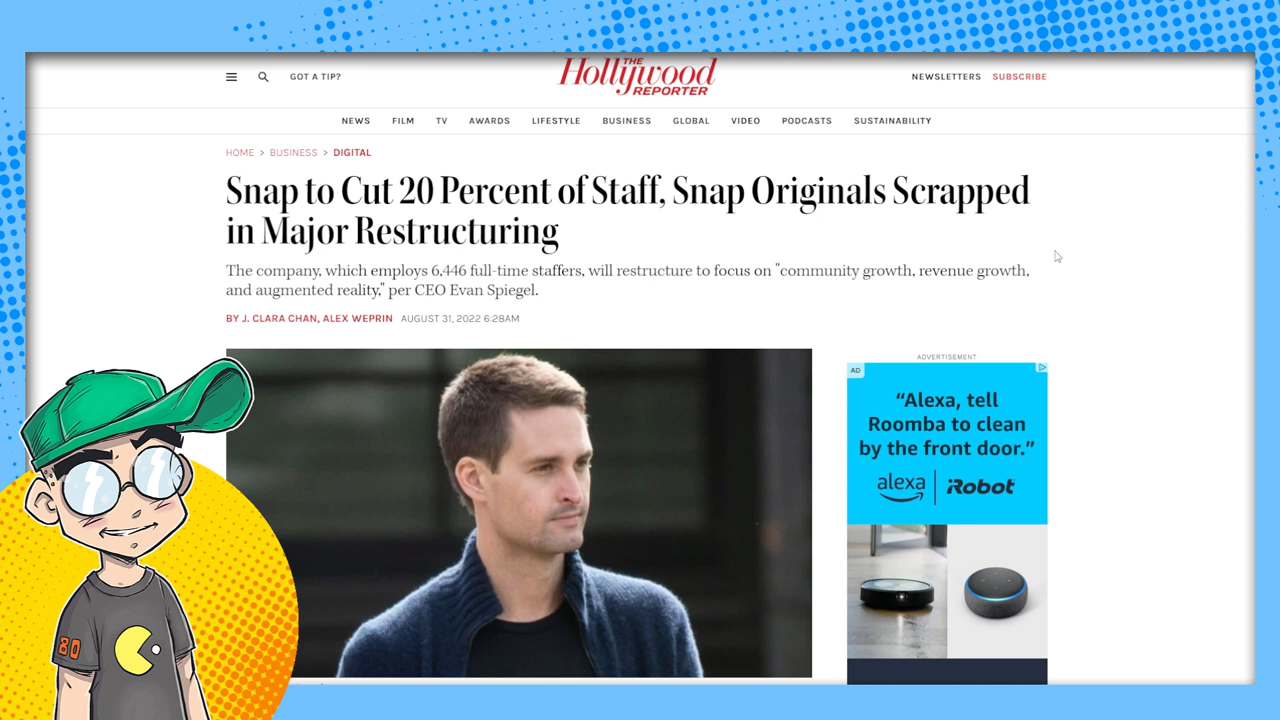 THE
Hollywood
REPORTER
GOT A TIP?
NEWSLETTERS SUBSCRIBE
NEWS FILM TV AWARDS LIFESTYLE BUSINESS GLOBAL VIDEO PODCASTS SUSTAINABILITY
HOME > BUSINESS > DIGITAL
Snap to Cut 20 Percent of Staff, Snap Originals Scrapped
in Major Restructuring
The company, which employs 6,446 full-time staffers, will restructure to focus on "community growth, revenue growth,
and augmented reality," per CEO Evan Spiegel.
BY J. CLARA CHAN, ALEX WEPRIN AUGUST 31, 2022 6:28AM
ADVERTISEMENT
AD
“Alexa, tell
Roomba to clean
by the front door.”
alexa iRobot
80